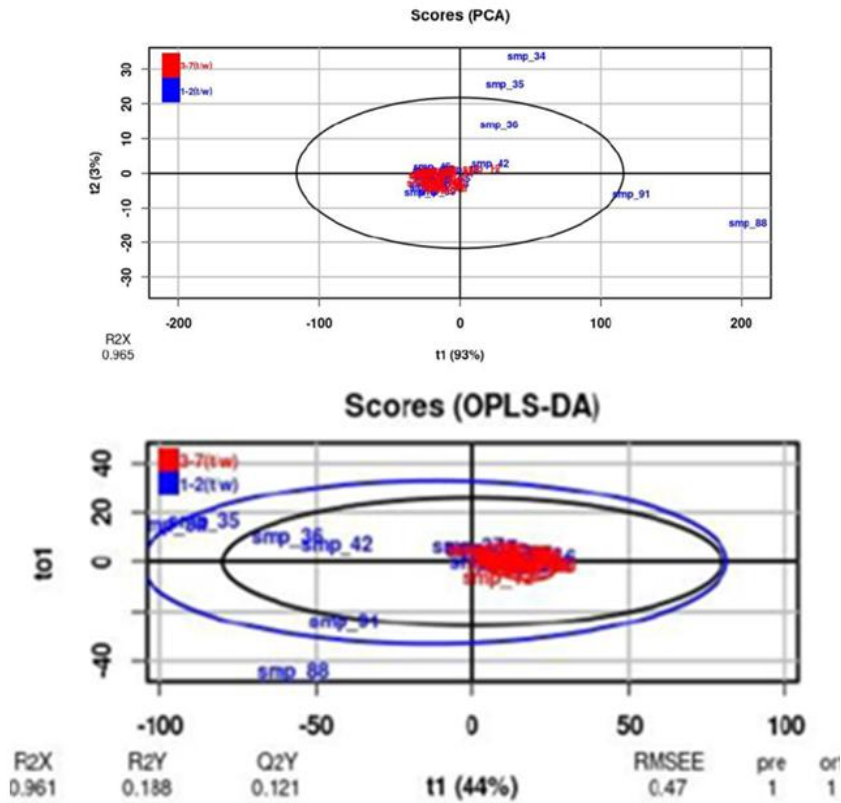 Scores (PCA)
3-7(t/w)
1-2(t/w)
smp_34
smp_35
smp_36
smp_42
smp_91
smp_88
t2 (3%)
30
20
10
0
-10
-20
-30
-200 -100 0 100 200
R2X
0.965
t1 (93%)
Scores (OPLS-DA)
3-7(t/w)
1-2(t/w)
smp_35
smp_36
smp_42
smp_91
smp_88
to1
40
20
0
-40
-100 -50 0 50 100
R2X R2Y Q2Y RMSEE pre
0.961 0.188 0.121 t1 (44%) 0.47 1 1